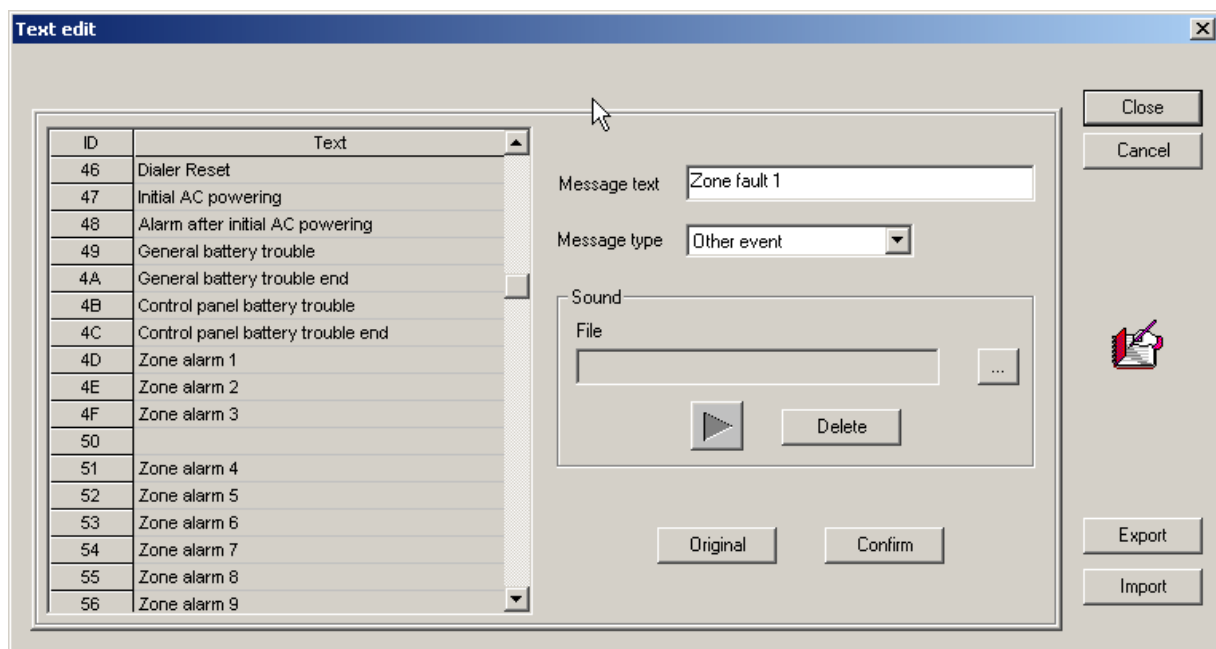 Text edit
Close
Cancel
ID Text
46 Dialer Reset
47 Initial AC powering
48 Alarm after initial AC powering
49 General battery trouble
4A General battery trouble end
4B Control panel battery trouble
4C Control panel battery trouble end
4D Zone alarm 1
4E Zone alarm 2
4F Zone alarm 3
50
51 Zone alarm 4
52 Zone alarm 5
53 Zone alarm 6
54 Zone alarm 7
55 Zone alarm 8
56 Zone alarm 9
Message text Zone fault 1
Message type Other event
Sound
File
...
Delete
Original Confirm
Export
Import